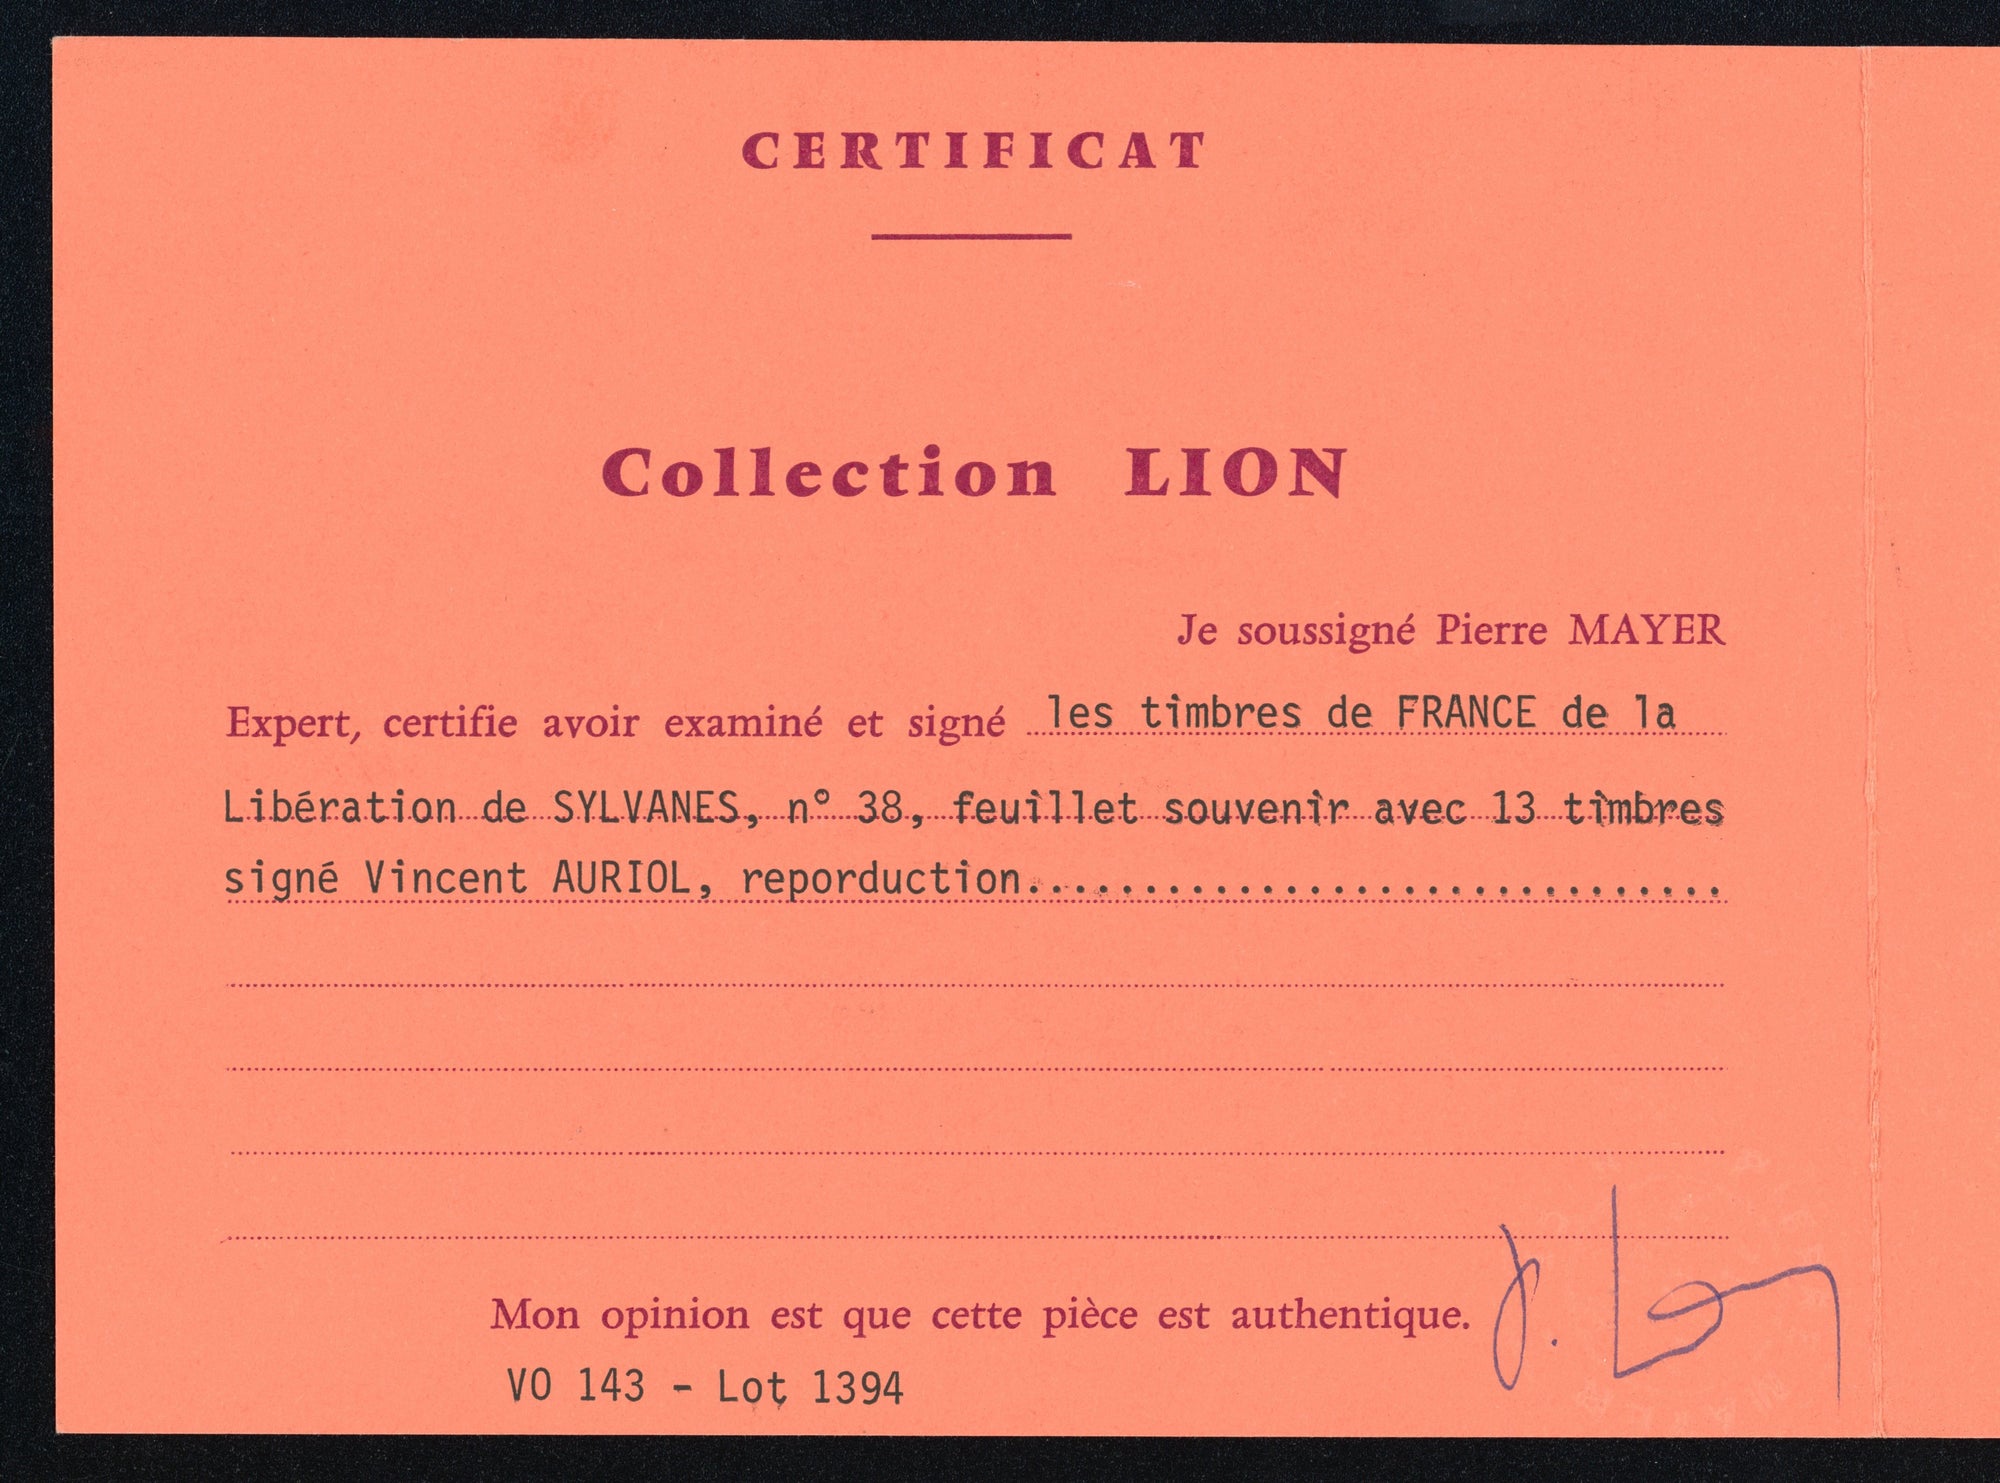 CERTIFICAT
Collection LION
Je soussigné Pierre MAYER
Expert, certifie avoir examiné et signé les timbres de FRANCE de la
Libération de SYLVANES, n° 38, feuillet souvenir avec 13 timbres
signé Vincent AURIOL, reporduction..............................
Mon opinion est que cette pièce est authentique.
VO 143 - Lot 1394